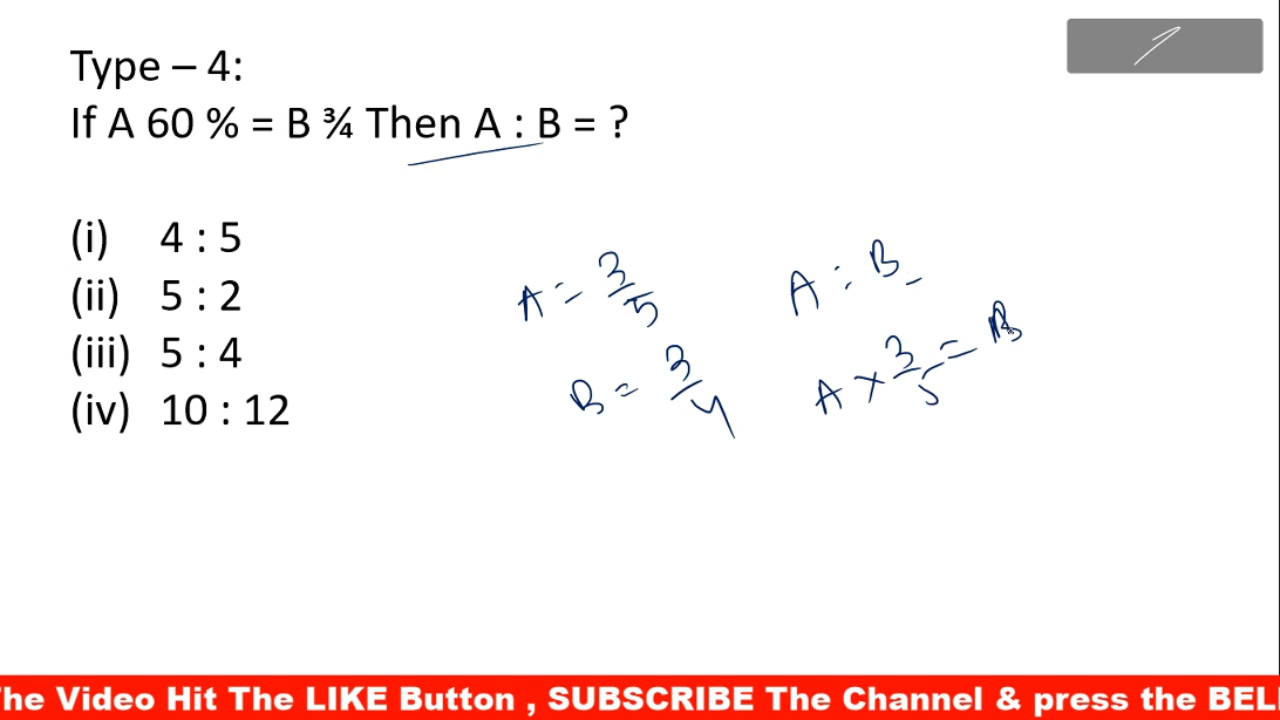 Type – 4:
If A 60 % = B ¾ Then A : B = ?
(i) 4 : 5
(ii) 5 : 2
(iii) 5 : 4
(iv) 10 : 12
A = 3/5
B = 3/4
A : B
A × 3/5 = B
he Video Hit The LIKE Button , SUBSCRIBE The Channel & press the BEL